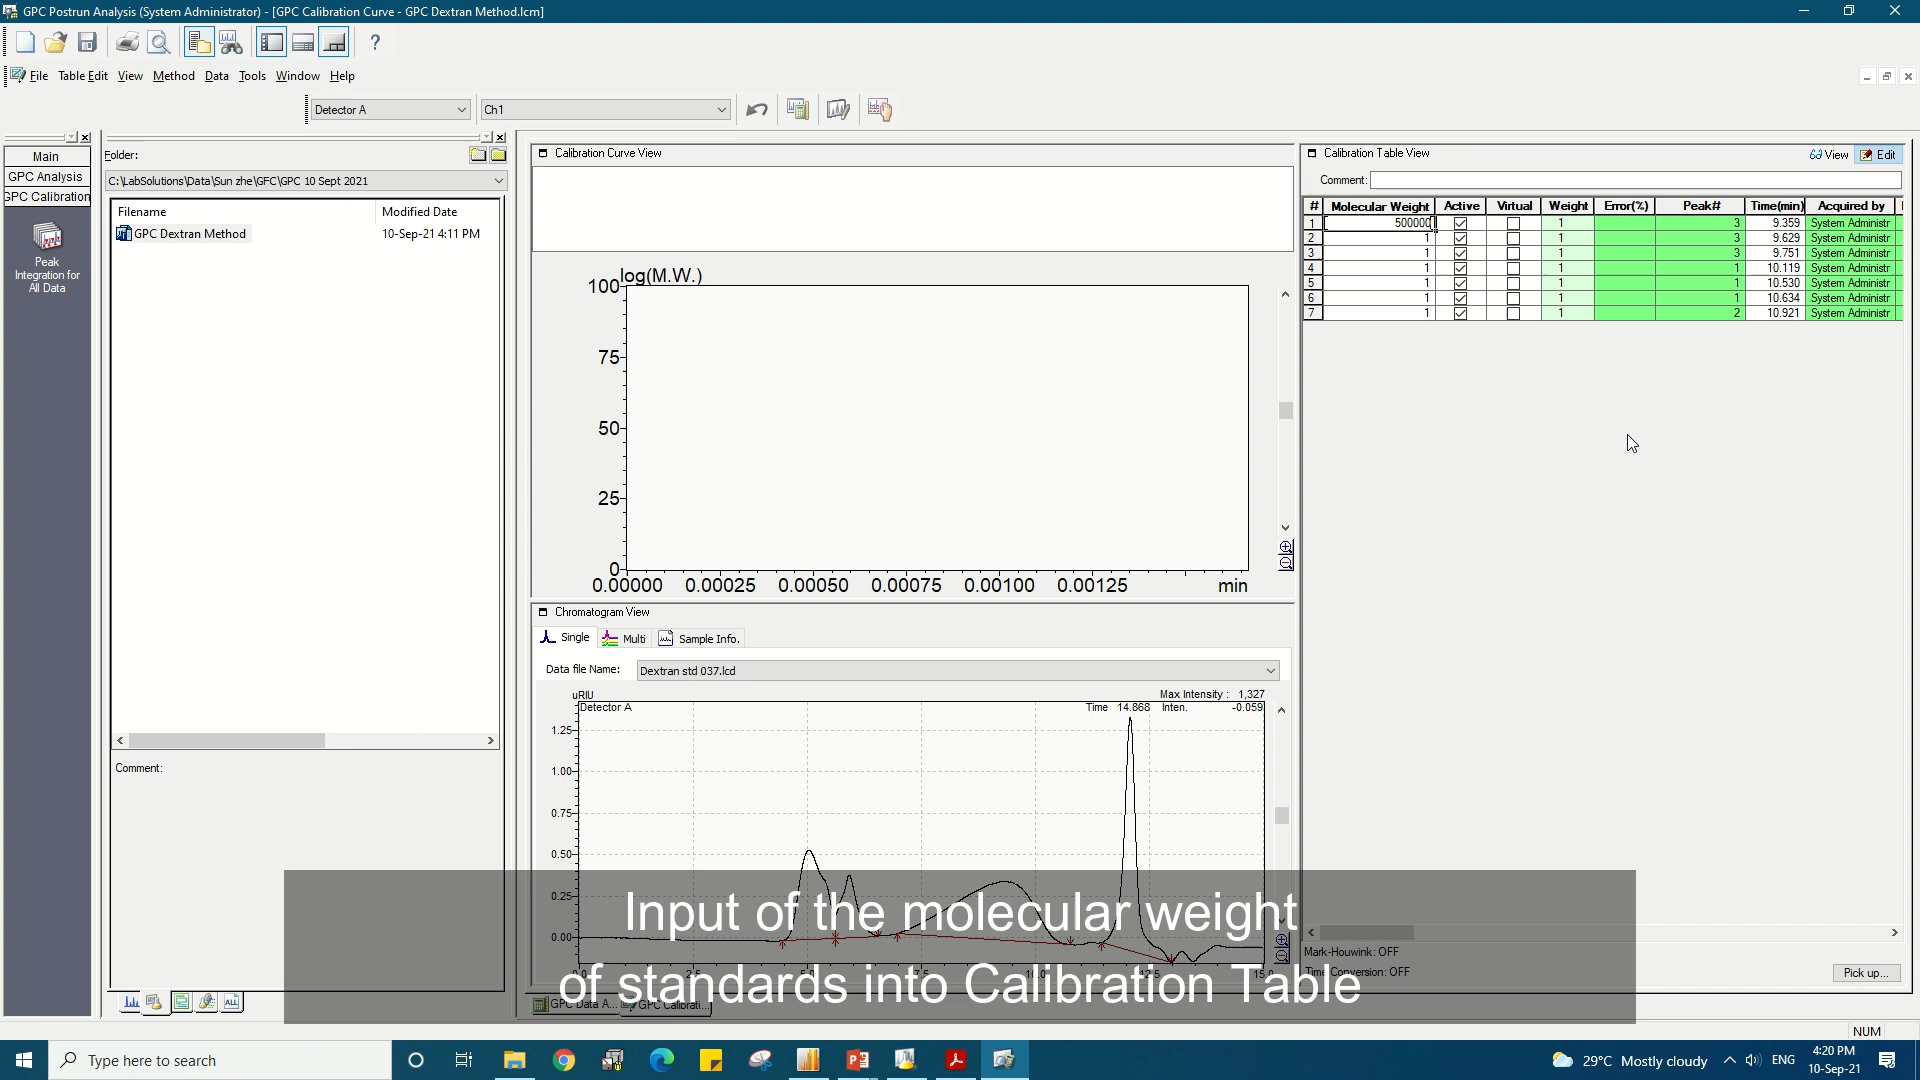 GPC Postrun Analysis (System Administrator) - [GPC Calibration Curve - GPC Dextran Method.lcm]
File Table Edit View Method Data Tools Window Help
Detector A Ch1
Main
GPC Analysis
GPC Calibration
Peak
Integration for
All Data
Folder:
C:\LabSolutions\Data\Sun zhe\GFC\GPC 10 Sept 2021
Filename Modified Date
GPC Dextran Method 10-Sep-21 4:11 PM
Comment:
Calibration Curve View
log(M.W.)
100
75
50
25
0
0.00000 0.00025 0.00050 0.00075 0.00100 0.00125 min
Chromatogram View
Single Multi Sample Info.
Data file Name: Dextran std 037.lcd
uRIU Max Intensity : 1,327
Detector A Time 14.868 Inten. -0.059
1.25
1.00
0.75
0.50
0.25
0.00
GPC Data A... GPC Calibrati...
Calibration Table View View Edit
Comment:
# Molecular Weight Active Virtual Weight Error(%) Peak# Time(min) Acquired by
1 500000 1 3 9.359 System Administr
2 1 1 3 9.629 System Administr
3 1 1 3 9.751 System Administr
4 1 1 1 10.119 System Administr
5 1 1 1 10.530 System Administr
6 1 1 1 10.634 System Administr
7 1 1 2 10.921 System Administr
Mark-Houwink: OFF
Time Conversion: OFF
Pick up...
Input of the molecular weight
of standards into Calibration Table
NUM
Type here to search
29°C Mostly cloudy ENG
4:20 PM
10-Sep-21